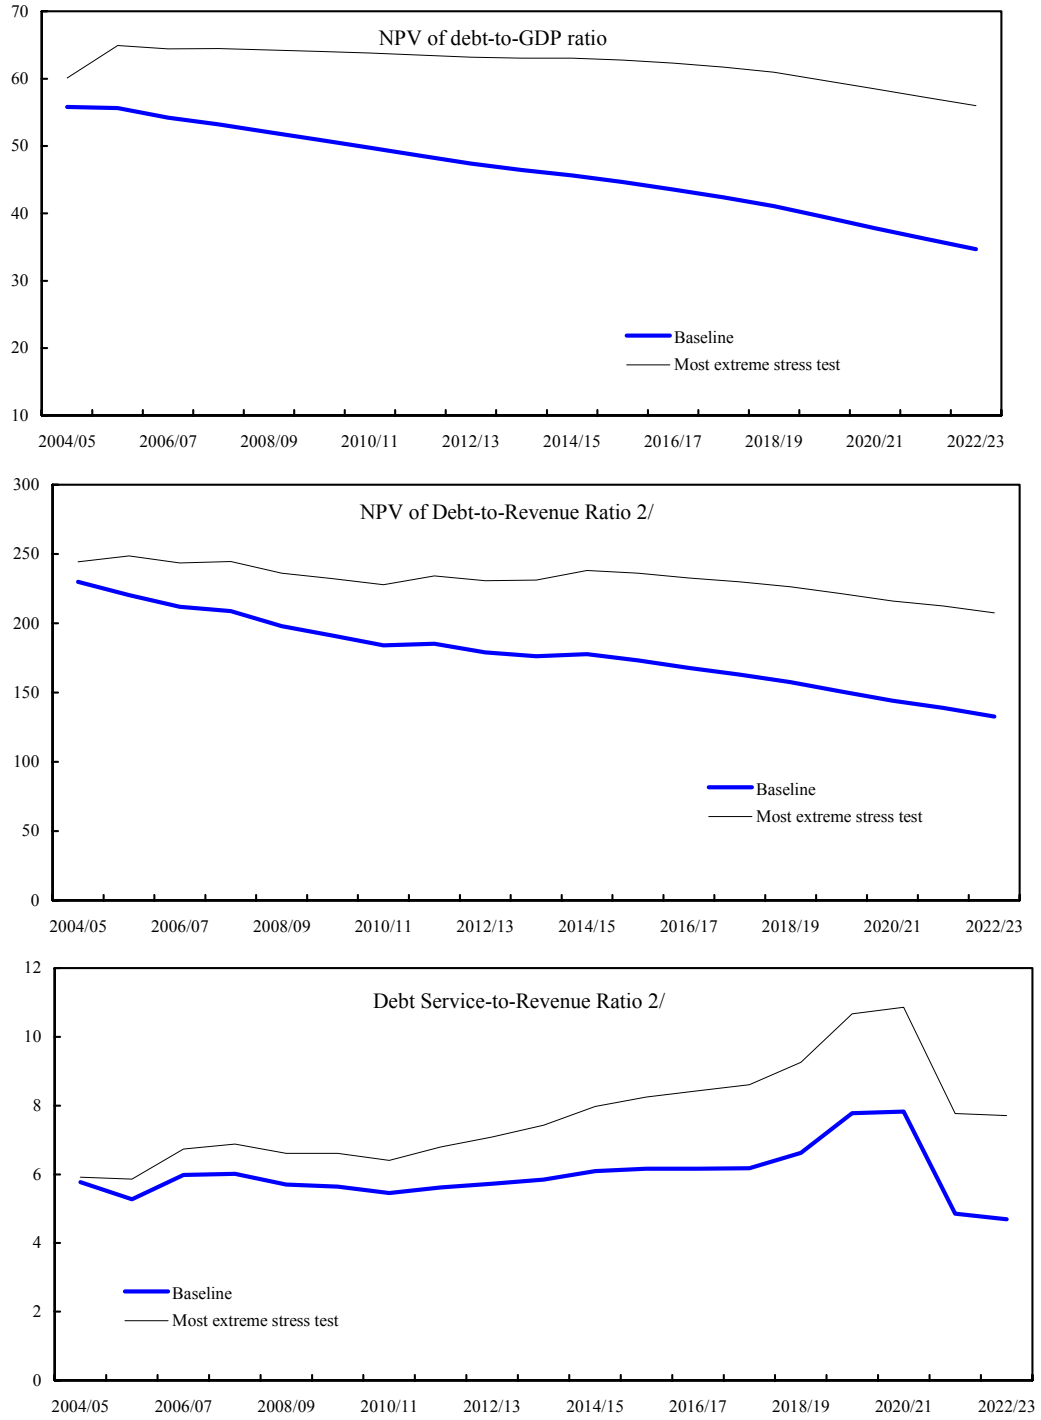 70
NPV of debt-to-GDP ratio
60
50
40
30
Baseline
20
Most extreme stress test
10
2004/05 2006/07 2008/09 2010/11 2012/13 2014/15 2016/17 2018/19 2020/21 2022/23
300
NPV of Debt-to-Revenue Ratio 2/
250
200
150
100
Baseline
Most extreme stress test
50
0
2004/05 2006/07 2008/09 2010/11 2012/13 2014/15 2016/17 2018/19 2020/21 2022/23
12
Debt Service-to-Revenue Ratio 2/
10
8
6
4
Baseline
2
Most extreme stress test
0
2004/05 2006/07 2008/09 2010/11 2012/13 2014/15 2016/17 2018/19 2020/21 2022/23